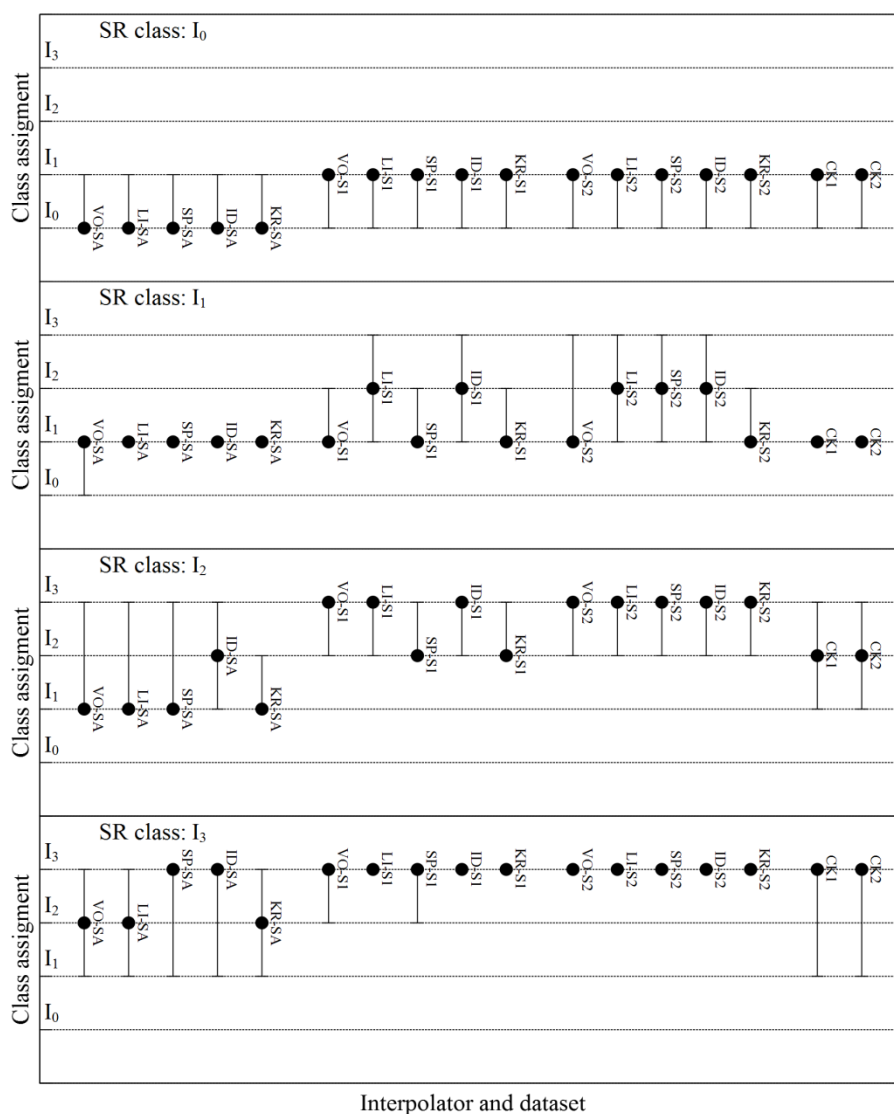 SR class: I₀
I₃
I₂
I₁
I₀
Class assigment
VO-SA
LI-SA
SP-SA
ID-SA
KR-SA
VO-S1
LI-S1
SP-S1
ID-S1
KR-S1
VO-S2
LI-S2
SP-S2
ID-S2
KR-S2
CK1
CK2
SR class: I₁
I₃
I₂
I₁
I₀
Class assigment
VO-SA
LI-SA
SP-SA
ID-SA
KR-SA
VO-S1
LI-S1
SP-S1
ID-S1
KR-S1
VO-S2
LI-S2
SP-S2
ID-S2
KR-S2
CK1
CK2
SR class: I₂
I₃
I₂
I₁
I₀
Class assigment
VO-SA
LI-SA
SP-SA
ID-SA
KR-SA
VO-S1
LI-S1
SP-S1
ID-S1
KR-S1
VO-S2
LI-S2
SP-S2
ID-S2
KR-S2
CK1
CK2
SR class: I₃
I₃
I₂
I₁
I₀
Class assigment
VO-SA
LI-SA
SP-SA
ID-SA
KR-SA
VO-S1
LI-S1
SP-S1
ID-S1
KR-S1
VO-S2
LI-S2
SP-S2
ID-S2
KR-S2
CK1
CK2
Interpolator and dataset